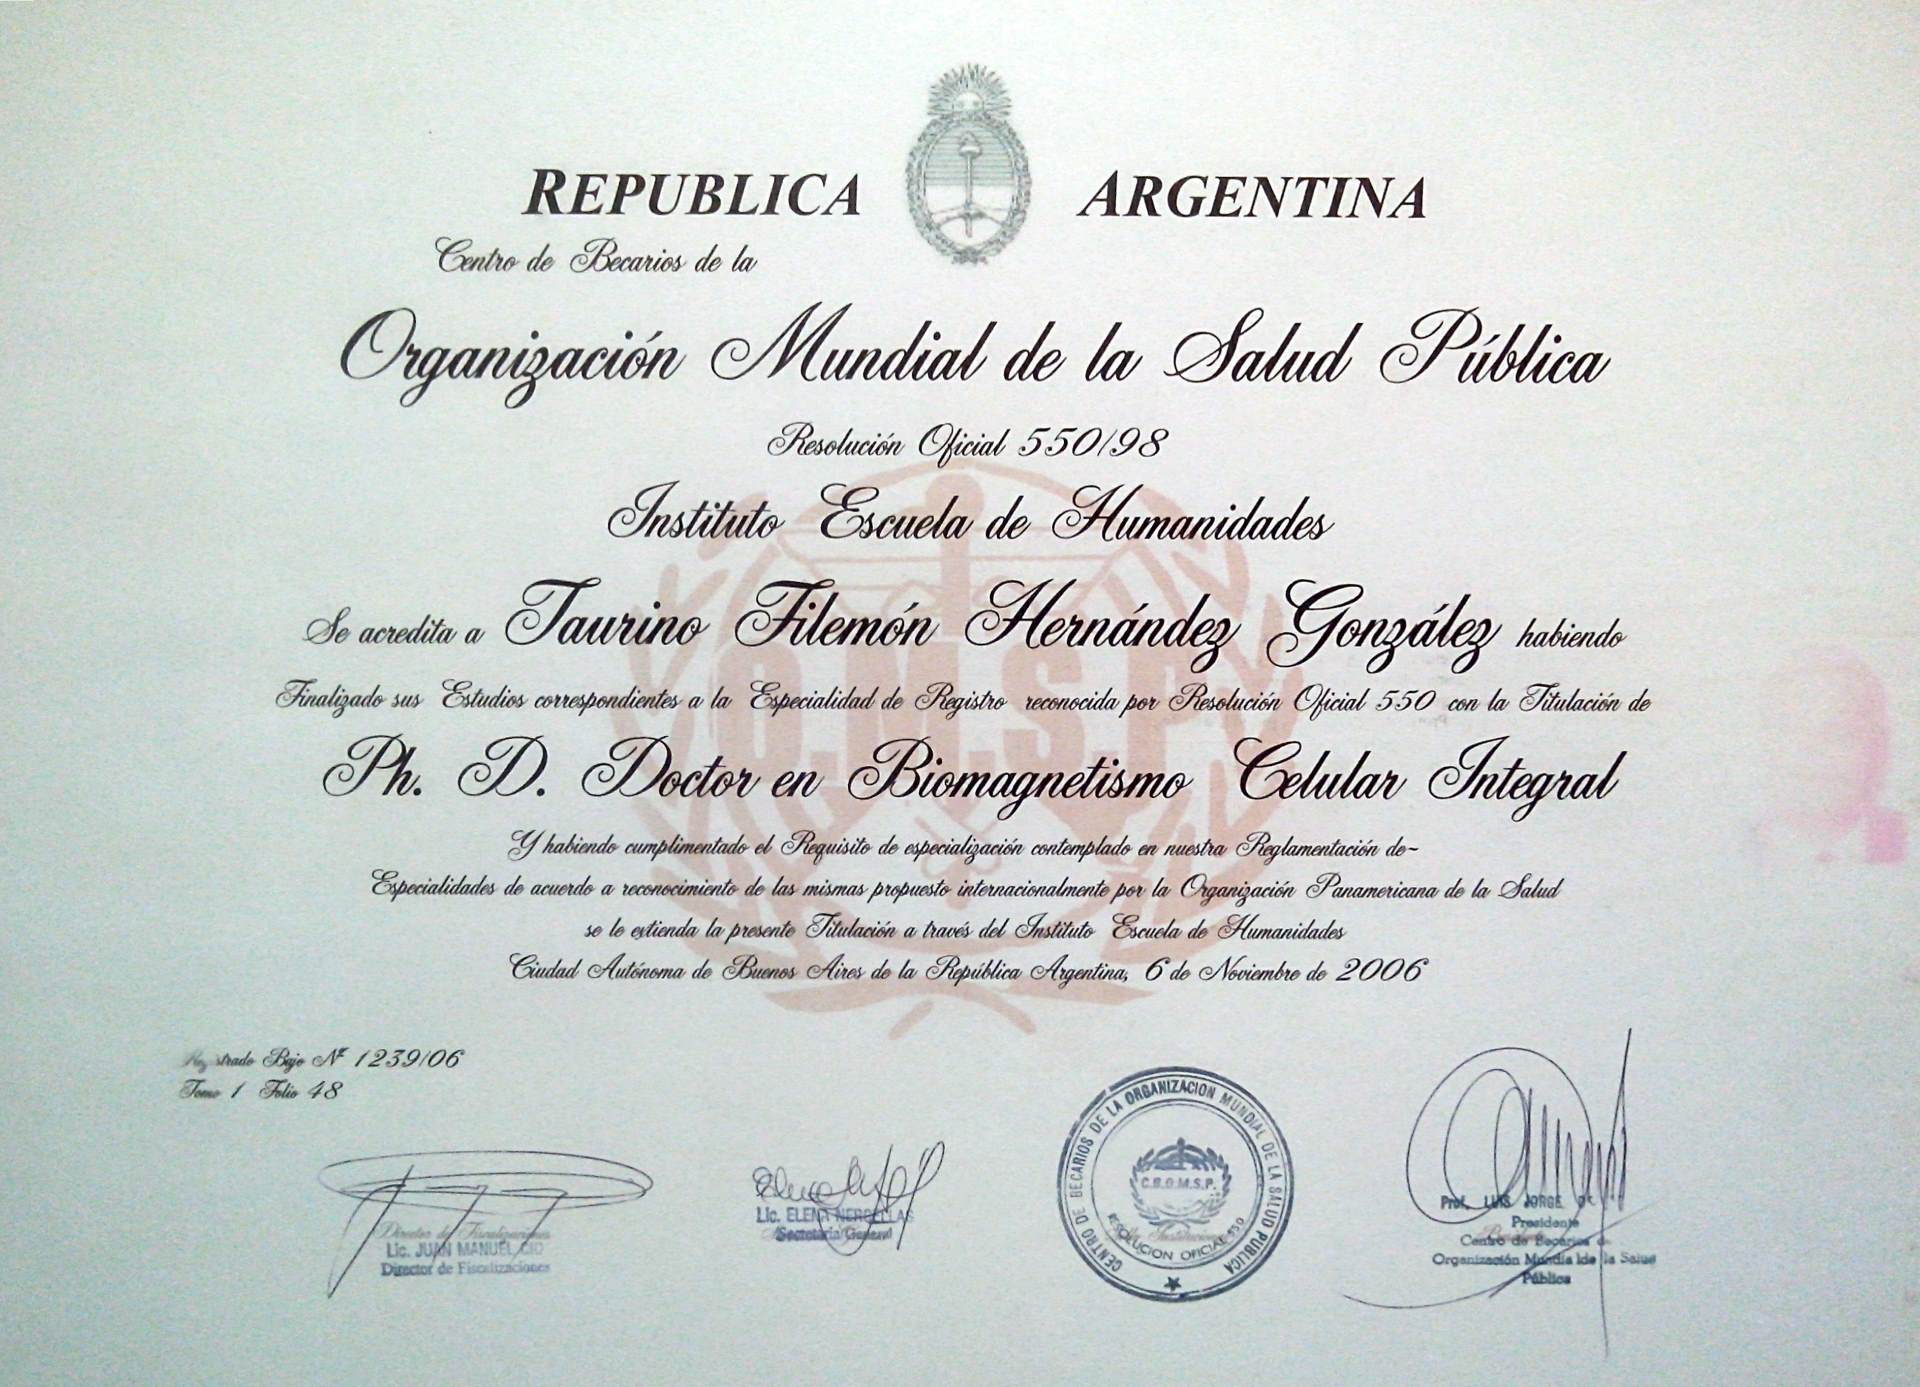 REPUBLICA ARGENTINA
Centro de Becarios de la
Organización Mundial de la Salud Pública
Resolución Oficial 550/98
Instituto Escuela de Humanidades
Se acredita a Taurino Filemón Hernández González habiendo
Finalizado sus Estudios correspondientes a la Especialidad de Registro reconocida por Resolución Oficial 550 con la Titulación de
O.M.S.P.
Ph. D. Doctor en Biomagnetismo Celular Integral
Y habiendo cumplimentado el Requisito de especialización contemplado en nuestra Reglamentación de-
Especialidades de acuerdo a reconocimiento de las mismas propuesto internacionalmente por la Organización Panamericana de la Salud
se le extienda la presente Titulación a través del Instituto Escuela de Humanidades
Ciudad Autónoma de Buenos Aires de la República Argentina, 6 de Noviembre de 2006
Registrado Bajo Nº 1239/06
Tomo 1 Folio 48
Director de Fiscalizaciones
Lic. JUAN MANUEL CID
Director de Fiscalizaciones
Lic. ELENA
Secretaria General
CENTRO DE BECARIOS DE LA ORGANIZACION MUNDIAL DE LA SALUD PUBLICA
C.B.O.M.S.P.
RESOLUCION OFICIAL 550
Prof. LUIS JORGE
Presidente
Centro de Becarios
Organización Mundial de la Salud
Pública